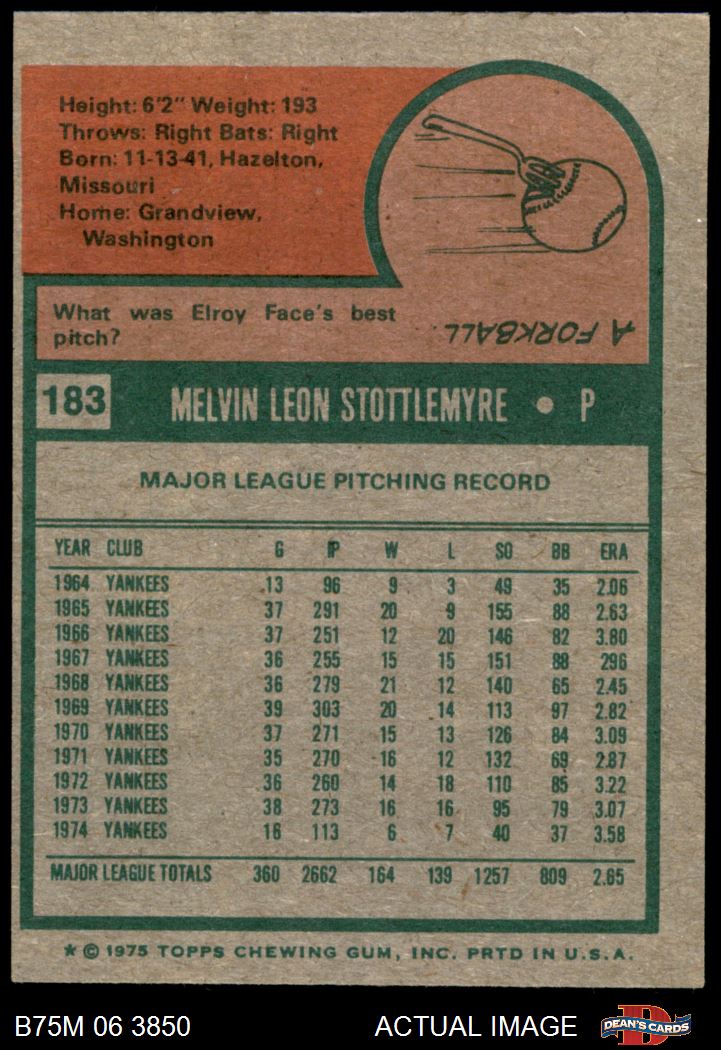 Height: 6'2" Weight: 193
Throws: Right Bats: Right
Born: 11-13-41, Hazelton,
Missouri
Home: Grandview,
Washington
What was Elroy Face's best
pitch?
A FORKBALL.
183 MELVIN LEON STOTTLEMYRE • P
MAJOR LEAGUE PITCHING RECORD
YEAR CLUB G IP W L SO BB ERA
1964 YANKEES 13 96 9 3 49 35 2.06
1965 YANKEES 37 291 20 9 155 88 2.63
1966 YANKEES 37 251 12 20 146 82 3.80
1967 YANKEES 36 255 15 15 151 88 296
1968 YANKEES 36 279 21 12 140 65 2.45
1969 YANKEES 39 303 20 14 113 97 2.82
1970 YANKEES 37 271 15 13 126 84 3.09
1971 YANKEES 35 270 16 12 132 69 2.87
1972 YANKEES 36 260 14 18 110 85 3.22
1973 YANKEES 38 273 16 16 95 79 3.07
1974 YANKEES 16 113 6 7 40 37 3.58
MAJOR LEAGUE TOTALS 360 2662 164 139 1257 809 2.65
* © 1975 TOPPS CHEWING GUM, INC. PRTD IN U.S.A.
B75M 06 3850 ACTUAL IMAGE DEAN'S CARDS